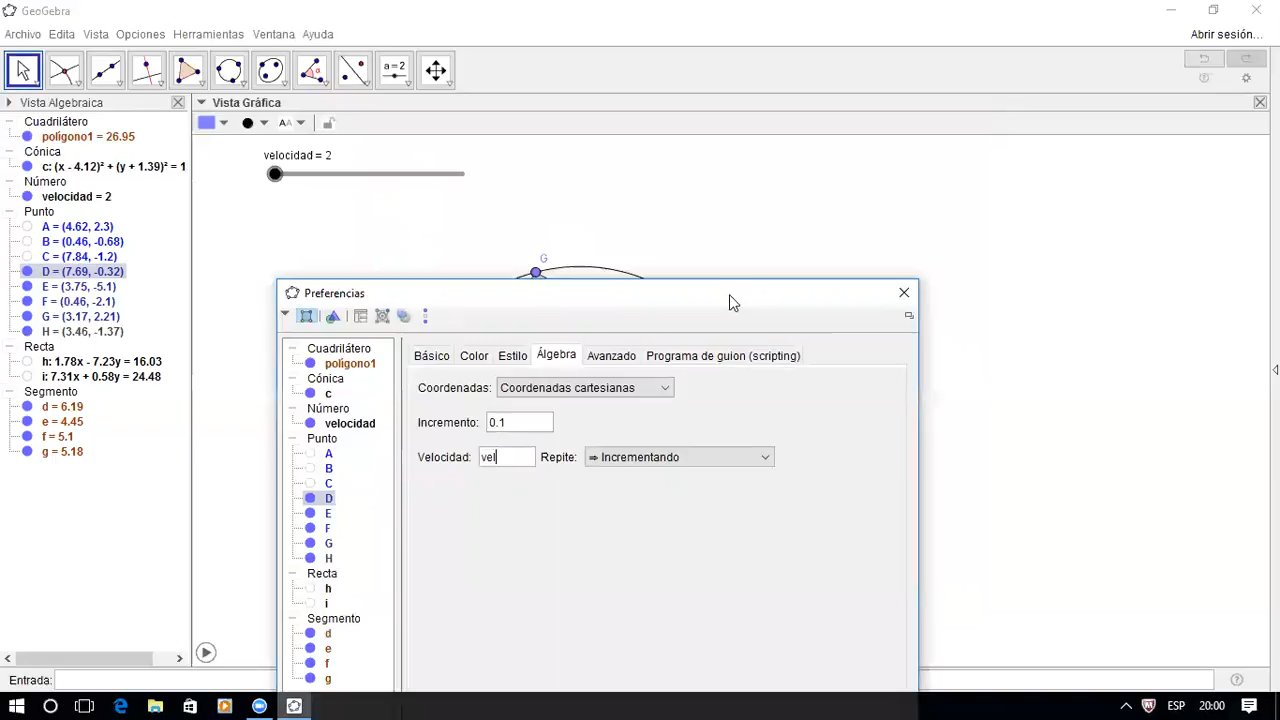 GeoGebra
Archivo Edita Vista Opciones Herramientas Ventana Ayuda
Abrir sesión...
a = 2
Vista Algebraica
Vista Gráfica
AA
Cuadrilátero
polígono1 = 26.95
Cónica
c: (x - 4.12)² + (y + 1.39)² = 1
Número
velocidad = 2
Punto
A = (4.62, 2.3)
B = (0.46, -0.68)
C = (7.84, -1.2)
D = (7.69, -0.32)
E = (3.75, -5.1)
F = (0.46, -2.1)
G = (3.17, 2.21)
H = (3.46, -1.37)
Recta
h: 1.78x - 7.23y = 16.03
i: 7.31x + 0.58y = 24.48
Segmento
d = 6.19
e = 4.45
f = 5.1
g = 5.18
velocidad = 2
G
Preferencias
Cuadrilátero
polígono1
Cónica
c
Número
velocidad
Punto
A
B
C
D
E
F
G
H
Recta
h
i
Segmento
d
e
f
g
Básico Color Estilo Álgebra Avanzado Programa de guion (scripting)
Coordenadas: Coordenadas cartesianas
Incremento: 0.1
Velocidad: vel Repite: ⇒ Incrementando
Entrada:
ESP 20:00